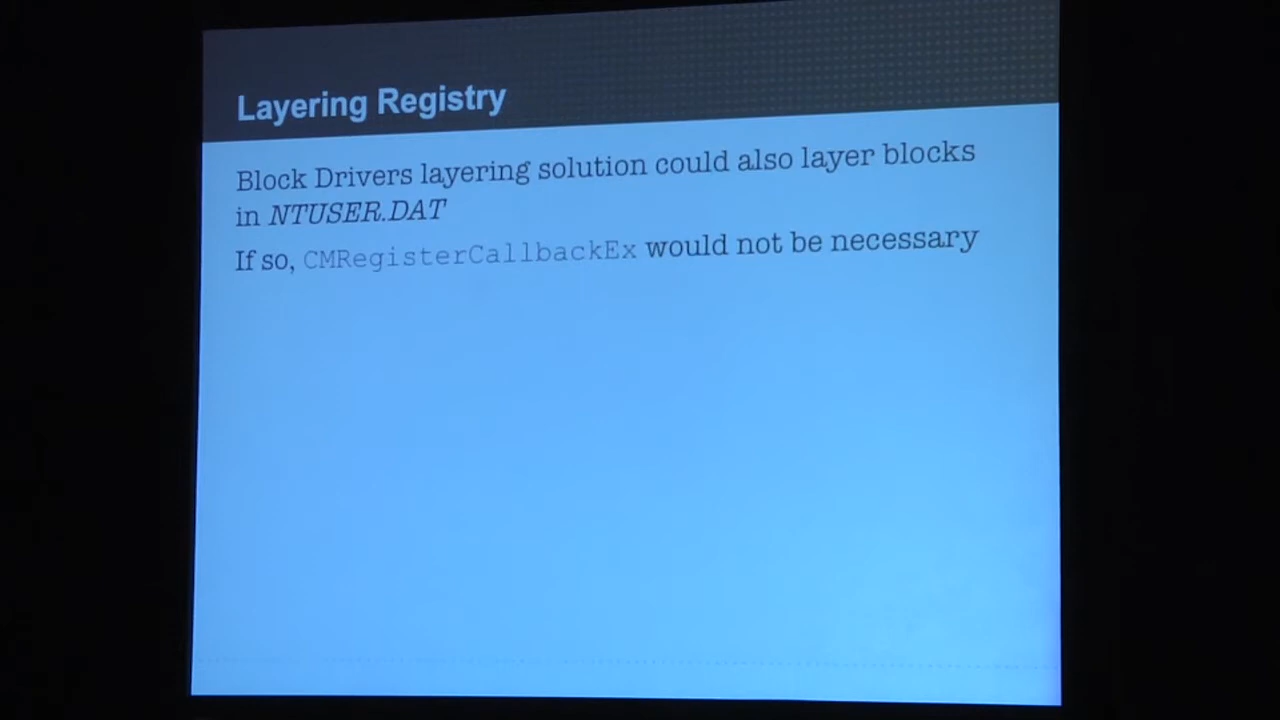 Layering Registry
Block Drivers layering solution could also layer blocks
in NTUSER.DAT
If so, CMRegisterCallbackEx would not be necessary